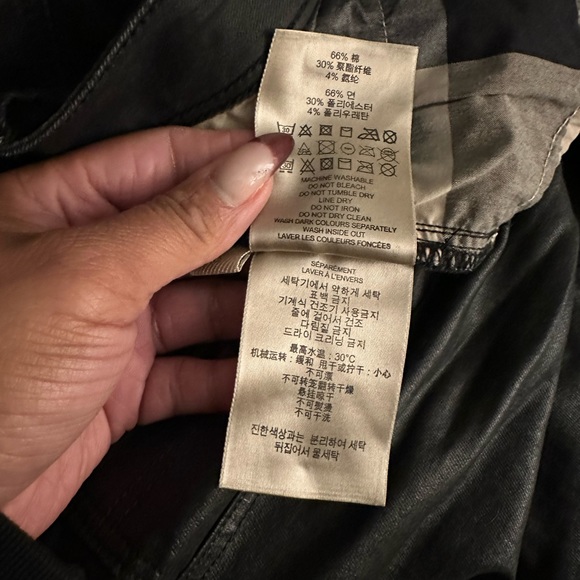 66% 棉
30% 聚酯纤维
4% 氨纶
66% 면
30% 폴리에스터
4% 폴리우레탄
30
30
MACHINE WASHABLE
DO NOT BLEACH
DO NOT TUMBLE DRY
LINE DRY
DO NOT IRON
DO NOT DRY CLEAN
WASH DARK COLOURS SEPARATELY
WASH INSIDE OUT
LAVER LES COULEURS FONCÉES
SÉPARÉMENT
LAVER À L'ENVERS
세탁기에서 약하게 세탁
표백 금지
기계식 건조기 사용금지
줄에 걸어서 건조
다림질 금지
드라이 크리닝 금지
最高水温：30°C
机械运转：缓和 甩干或拧干：小心
不可漂
不可转笼翻转干燥
悬挂晾干
不可熨烫
不可干洗
진한색상과는 분리하여 세탁
뒤집어서 물세탁